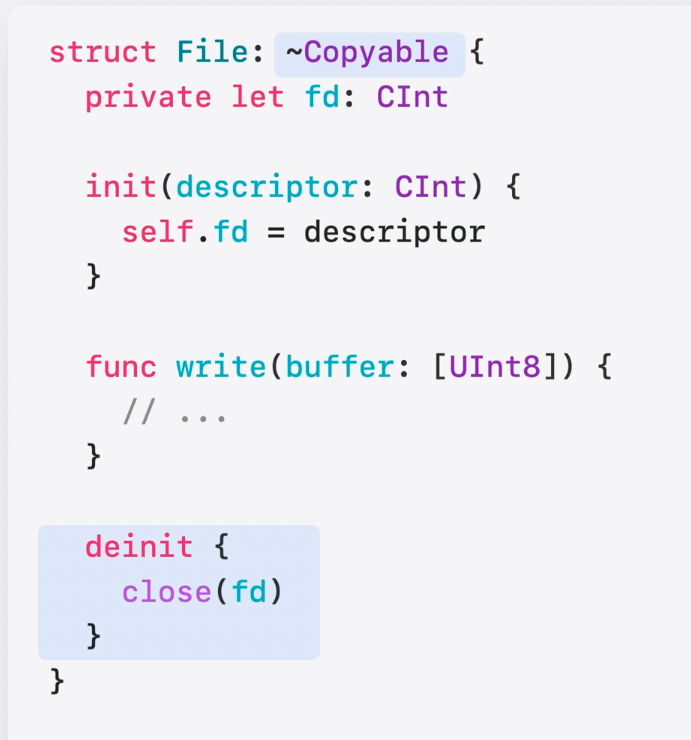 struct File: ~Copyable {
  private let fd: CInt

  init(descriptor: CInt) {
    self.fd = descriptor
  }

  func write(buffer: [UInt8]) {
    // ...
  }

  deinit {
    close(fd)
  }
}